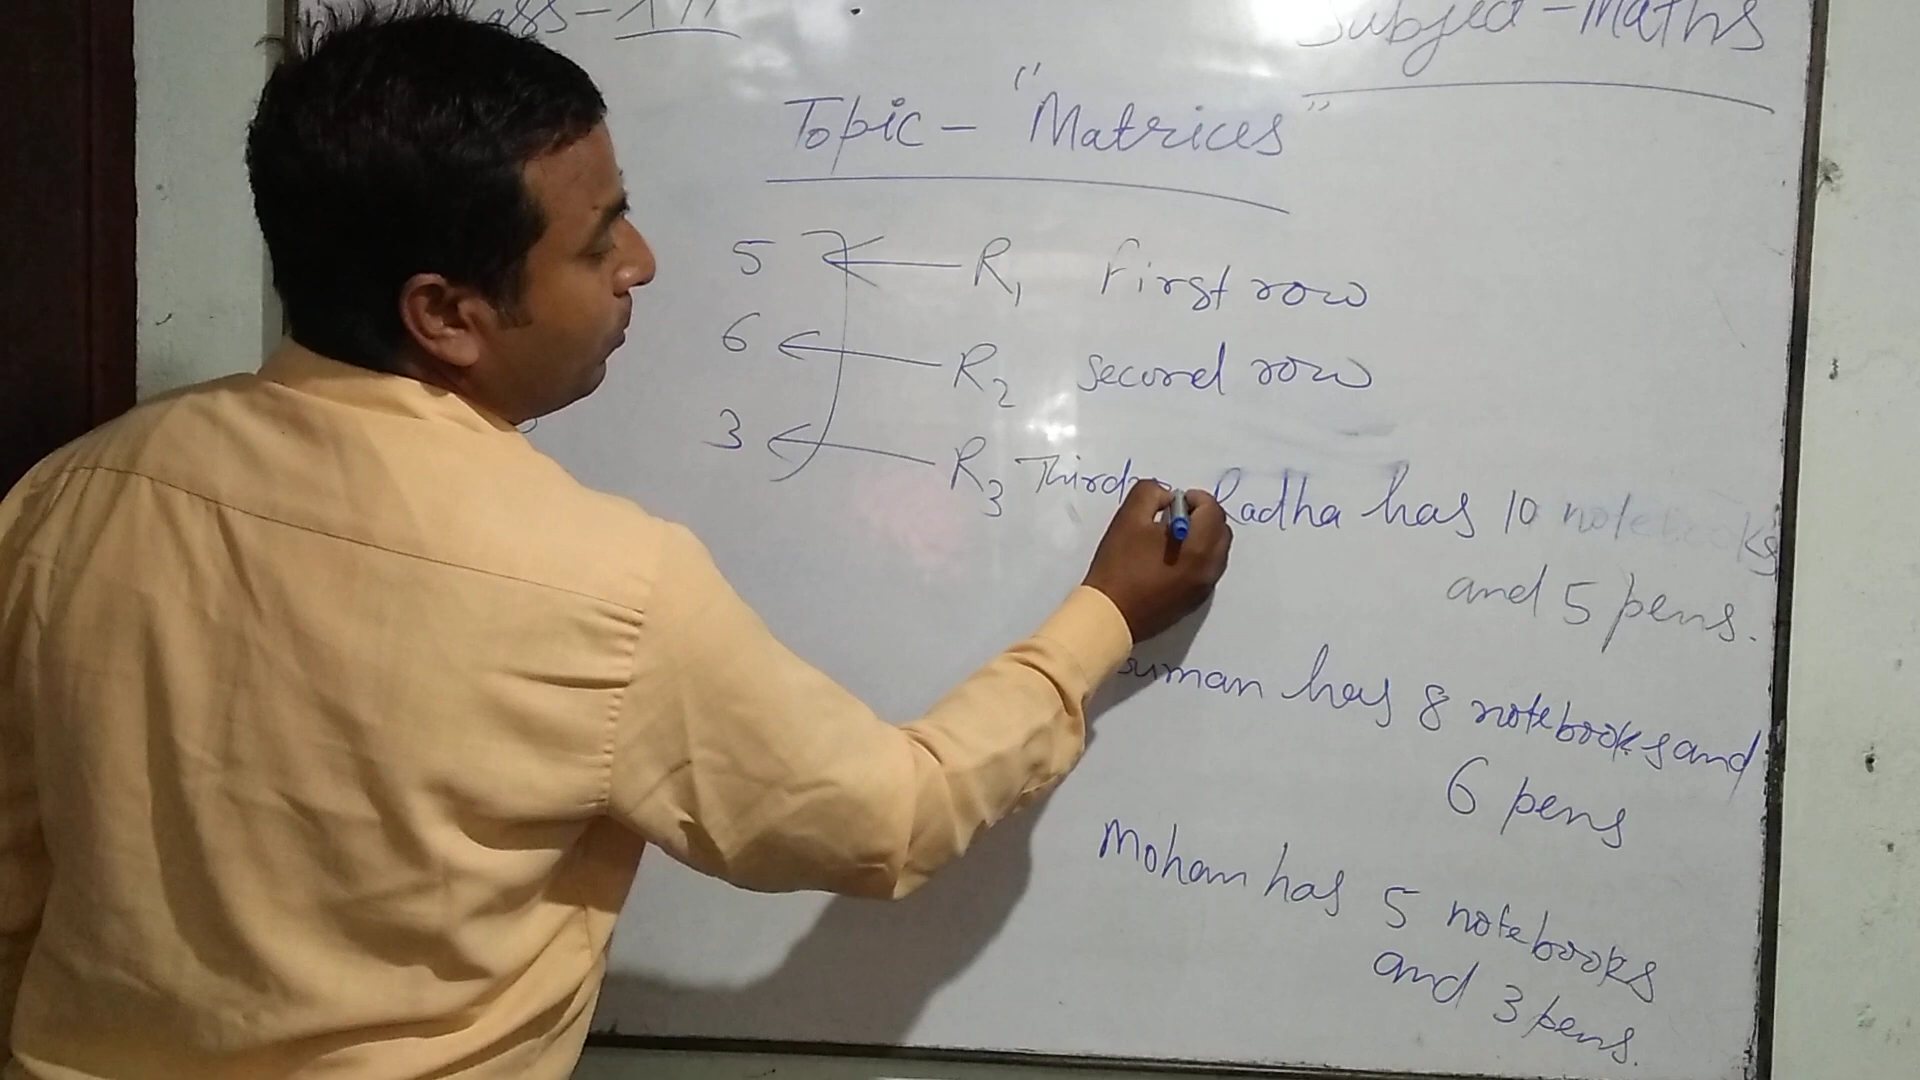 Class - XII
Subject - Maths
Topic - "Matrices"
5 R1 First row
6 R2 second row
3 R3 Third
Radha has 10 notebooks
and 5 pens.
Suman has 8 notebooks and
6 pens
Mohan has 5 notebooks
and 3 pens.